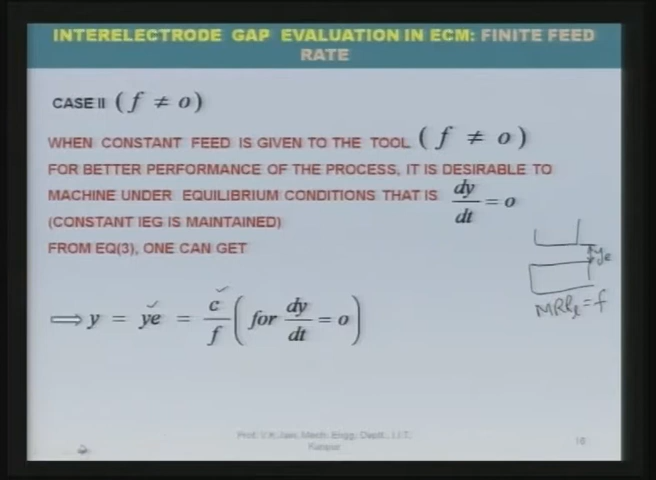 INTERELECTRODE GAP EVALUATION IN ECM: FINITE FEED
RATE
CASE II (f ≠ o)
WHEN CONSTANT FEED IS GIVEN TO THE TOOL (f ≠ o)
FOR BETTER PERFORMANCE OF THE PROCESS, IT IS DESIRABLE TO
MACHINE UNDER EQUILIBRIUM CONDITIONS THAT IS dy/dt = o
(CONSTANT IEG IS MAINTAINED)
FROM EQ(3), ONE CAN GET
ye
MRRl = f
⟹ y = ye = c/f (for dy/dt = o)
Prof. V.K. Jain, Mech. Engg. Deptt., I.I.T.
Kanpur